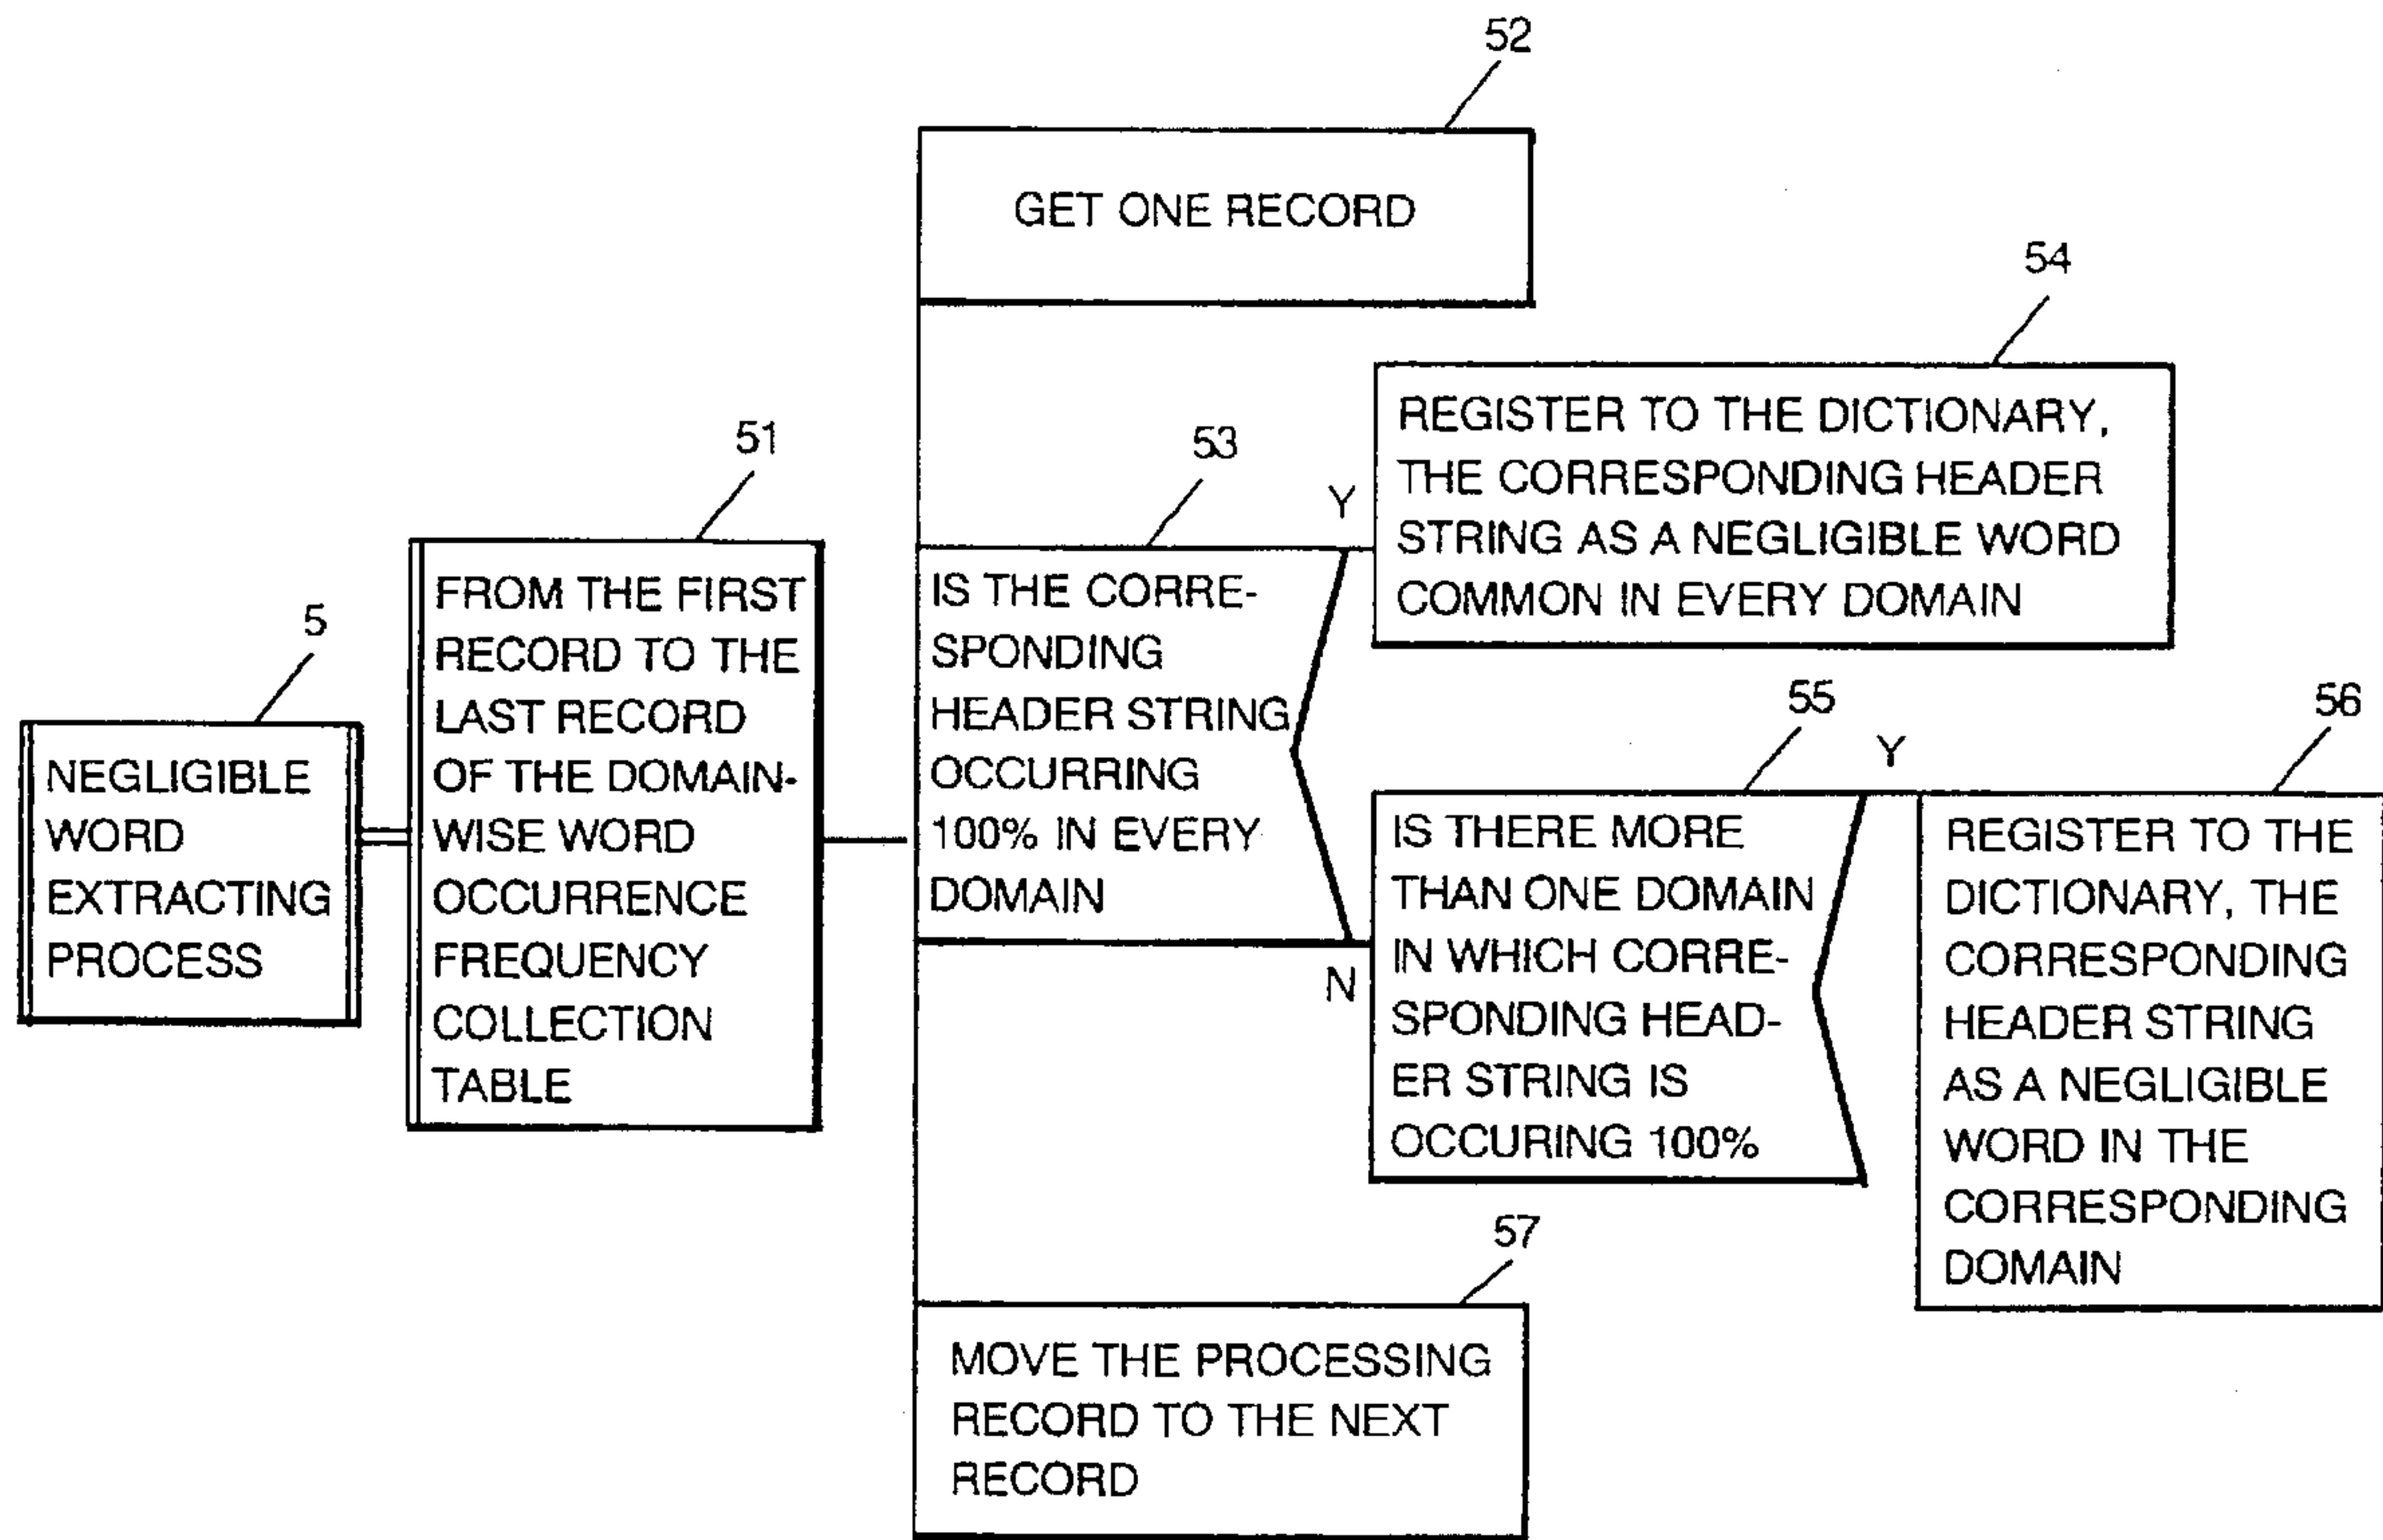 52
GET ONE RECORD
54
REGISTER TO THE DICTIONARY,
THE CORRESPONDING HEADER
STRING AS A NEGLIGIBLE WORD
COMMON IN EVERY DOMAIN
53
Y
IS THE CORRE-
SPONDING
HEADER STRING
OCCURRING
100% IN EVERY
DOMAIN
N
51
FROM THE FIRST
RECORD TO THE
LAST RECORD
OF THE DOMAIN-
WISE WORD
OCCURRENCE
FREQUENCY
COLLECTION
TABLE
5
NEGLIGIBLE
WORD
EXTRACTING
PROCESS
55
Y
IS THERE MORE
THAN ONE DOMAIN
IN WHICH CORRE-
SPONDING HEAD-
ER STRING IS
OCCURING 100%
56
REGISTER TO THE
DICTIONARY, THE
CORRESPONDING
HEADER STRING
AS A NEGLIGIBLE
WORD IN THE
CORRESPONDING
DOMAIN
57
MOVE THE PROCESSING
RECORD TO THE NEXT
RECORD